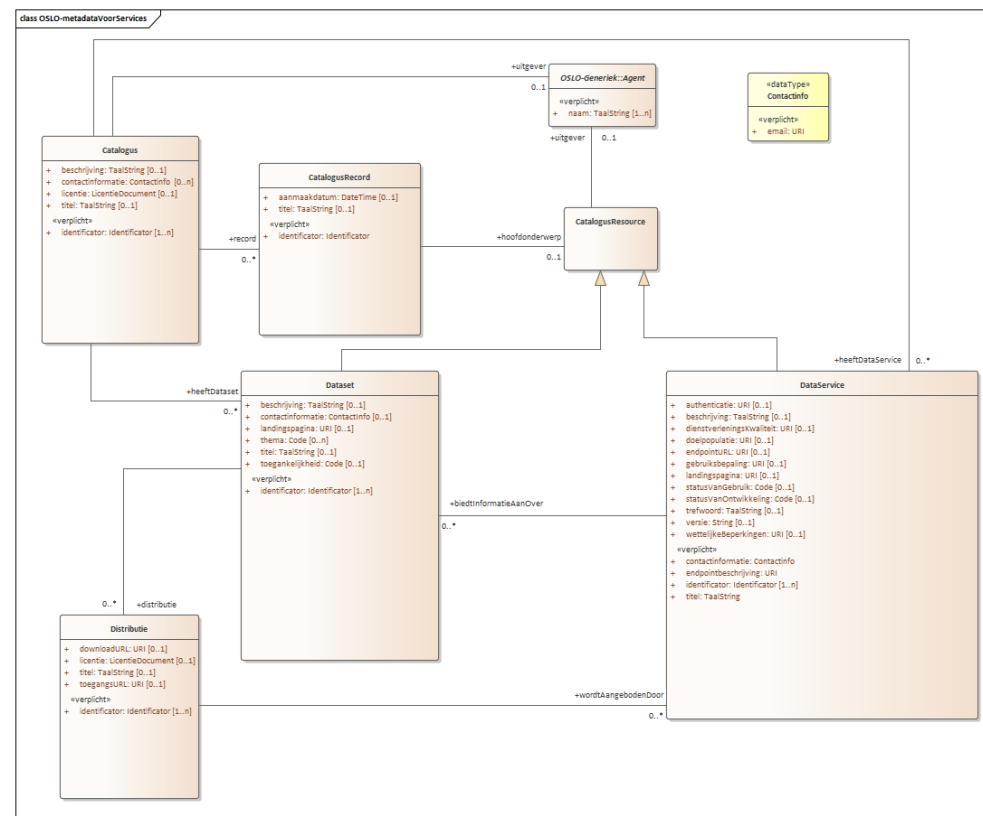 class OSLO-metadataVoorServices
+uitgever
0..1
OSLO-Generiek::Agent
«verplicht»
+ naam: TaalString [1..n]
«dataType»
ContactInfo
«verplicht»
+ email: URI
+uitgever 0..1
Catalogus
+ beschrijving: TaalString [0..1]
+ contactinformatie: ContactInfo [0..n]
+ licentie: LicentieDocument [0..1]
+ titel: TaalString [0..1]
«verplicht»
+ identificator: Identificator [1..n]
+record
0..*
CatalogusRecord
+ aanmaakdatum: DateTime [0..1]
+ titel: TaalString [0..1]
«verplicht»
+ identificator: Identificator
+hoofdonderwerp
0..1
CatalogusResource
+heeftDataService 0..*
+heeftDataset
0..*
Dataset
+ beschrijving: TaalString [0..1]
+ contactinformatie: ContactInfo [0..1]
+ landingspagina: URI [0..1]
+ thema: Code [0..n]
+ titel: TaalString [0..1]
+ toegankelijkheid: Code [0..1]
«verplicht»
+ identificator: Identificator [1..n]
+biedtInformatieAanOver
0..*
DataService
+ authenticatie: URI [0..1]
+ beschrijving: TaalString [0..1]
+ dienstverleningsKwaliteit: URI [0..1]
+ doelpopulatie: URI [0..1]
+ endpointURL: URI [0..1]
+ gebruiksbepaling: URI [0..1]
+ landingspagina: URI [0..1]
+ statusVanGebruik: Code [0..1]
+ statusVanOntwikkeling: Code [0..1]
+ trefwoord: TaalString [0..1]
+ versie: String [0..1]
+ wettelijkeBeperkingen: URI [0..1]
«verplicht»
+ contactinformatie: ContactInfo
+ endpointbeschrijving: URI
+ identificator: Identificator [1..n]
+ titel: TaalString
0..* +distributie
Distributie
+ downloadURL: URI [0..1]
+ licentie: LicentieDocument [0..1]
+ titel: TaalString [0..1]
+ toegangsURL: URI [0..1]
«verplicht»
+ identificator: Identificator [1..n]
+wordtAangebodenDoor
0..*